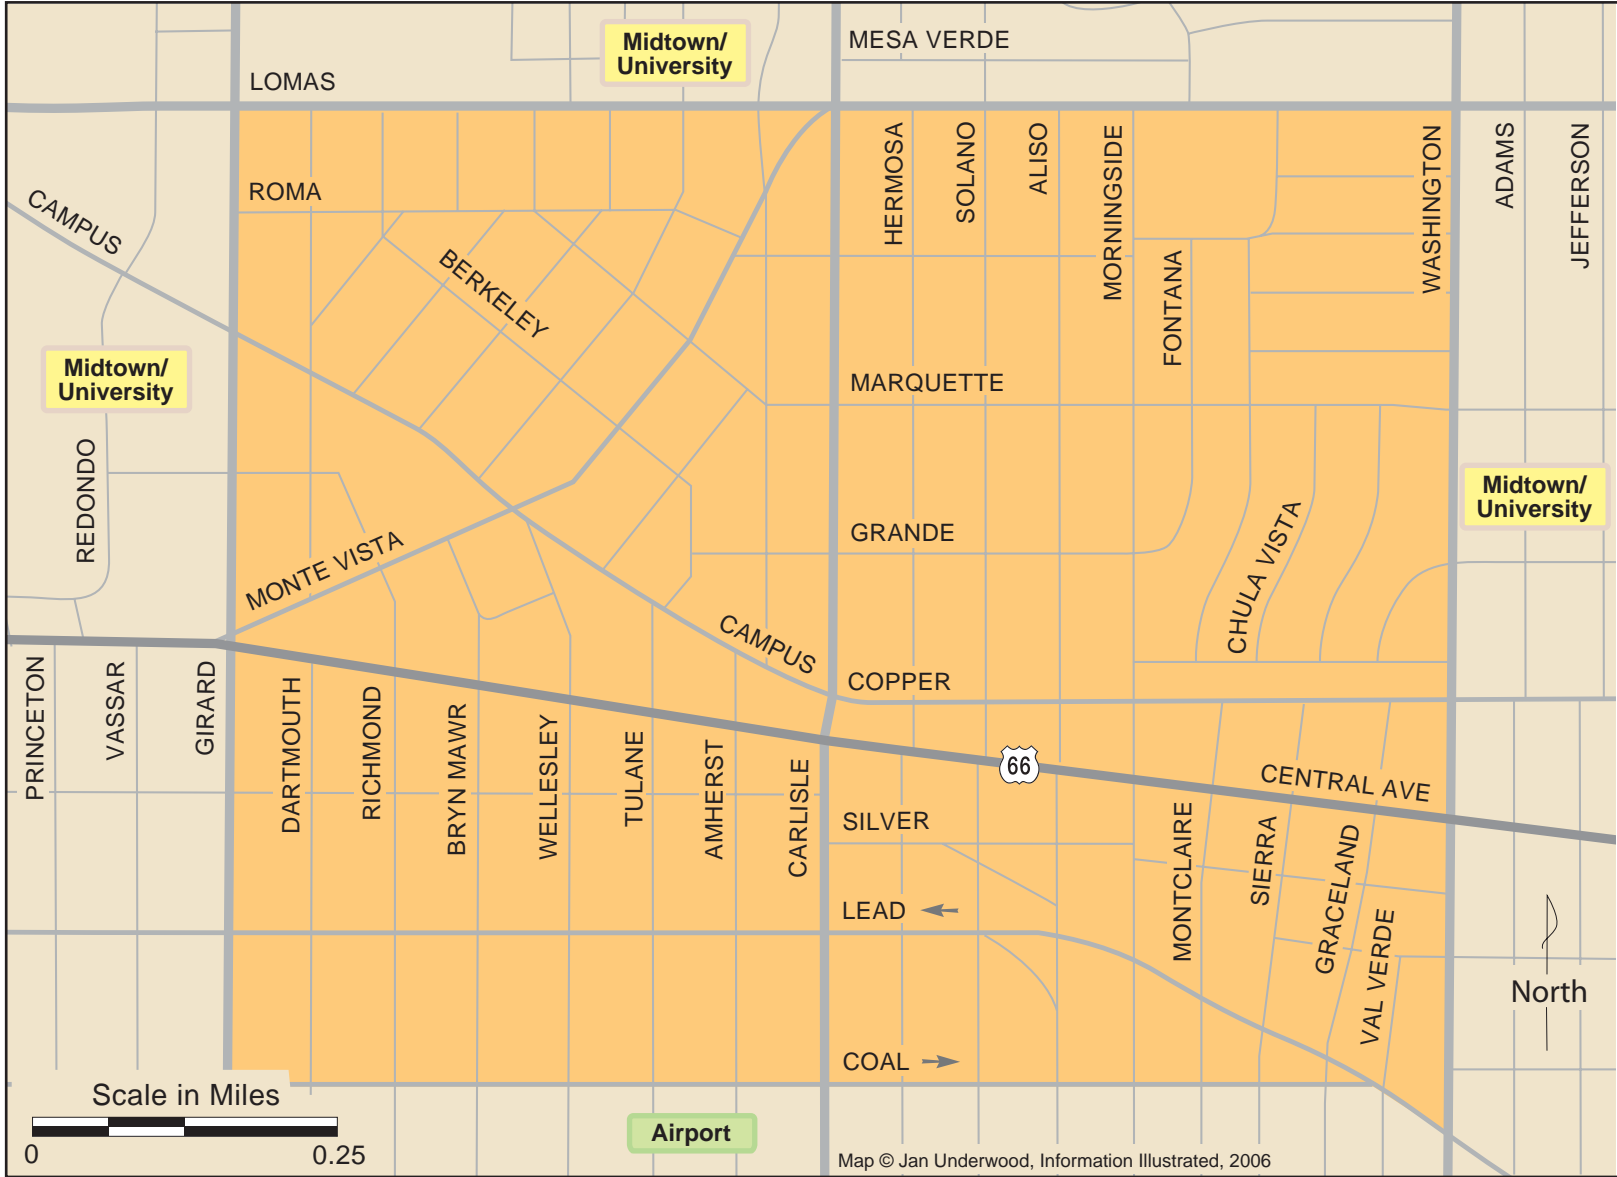 MESA VERDE
Midtown/
University
LOMAS
HERMOSA
SOLANO
ALISO
MORNINGSIDE
WASHINGTON
ADAMS
JEFFERSON
ROMA
CAMPUS
BERKELEY
FONTANA
Midtown/
University
MARQUETTE
REDONDO
Midtown/
University
GRANDE
CHULA VISTA
MONTE VISTA
CAMPUS
COPPER
PRINCETON
VASSAR
GIRARD
DARTMOUTH
RICHMOND
BRYN MAWR
WELLESLEY
TULANE
AMHERST
CARLISLE
66
CENTRAL AVE
SILVER
MONTCLAIRE
SIERRA
GRACELAND
VAL VERDE
LEAD
North
COAL
Scale in Miles
0 0.25
Airport
Map © Jan Underwood, Information Illustrated, 2006